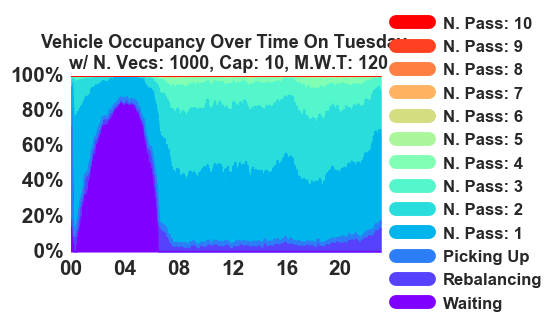 Vehicle Occupancy Over Time On Tuesday
w/ N. Vecs: 1000, Cap: 10, M.W.T: 120
100%
80%
60%
40%
20%
0%
00 04 08 12 16 20
N. Pass: 10
N. Pass: 9
N. Pass: 8
N. Pass: 7
N. Pass: 6
N. Pass: 5
N. Pass: 4
N. Pass: 3
N. Pass: 2
N. Pass: 1
Picking Up
Rebalancing
Waiting